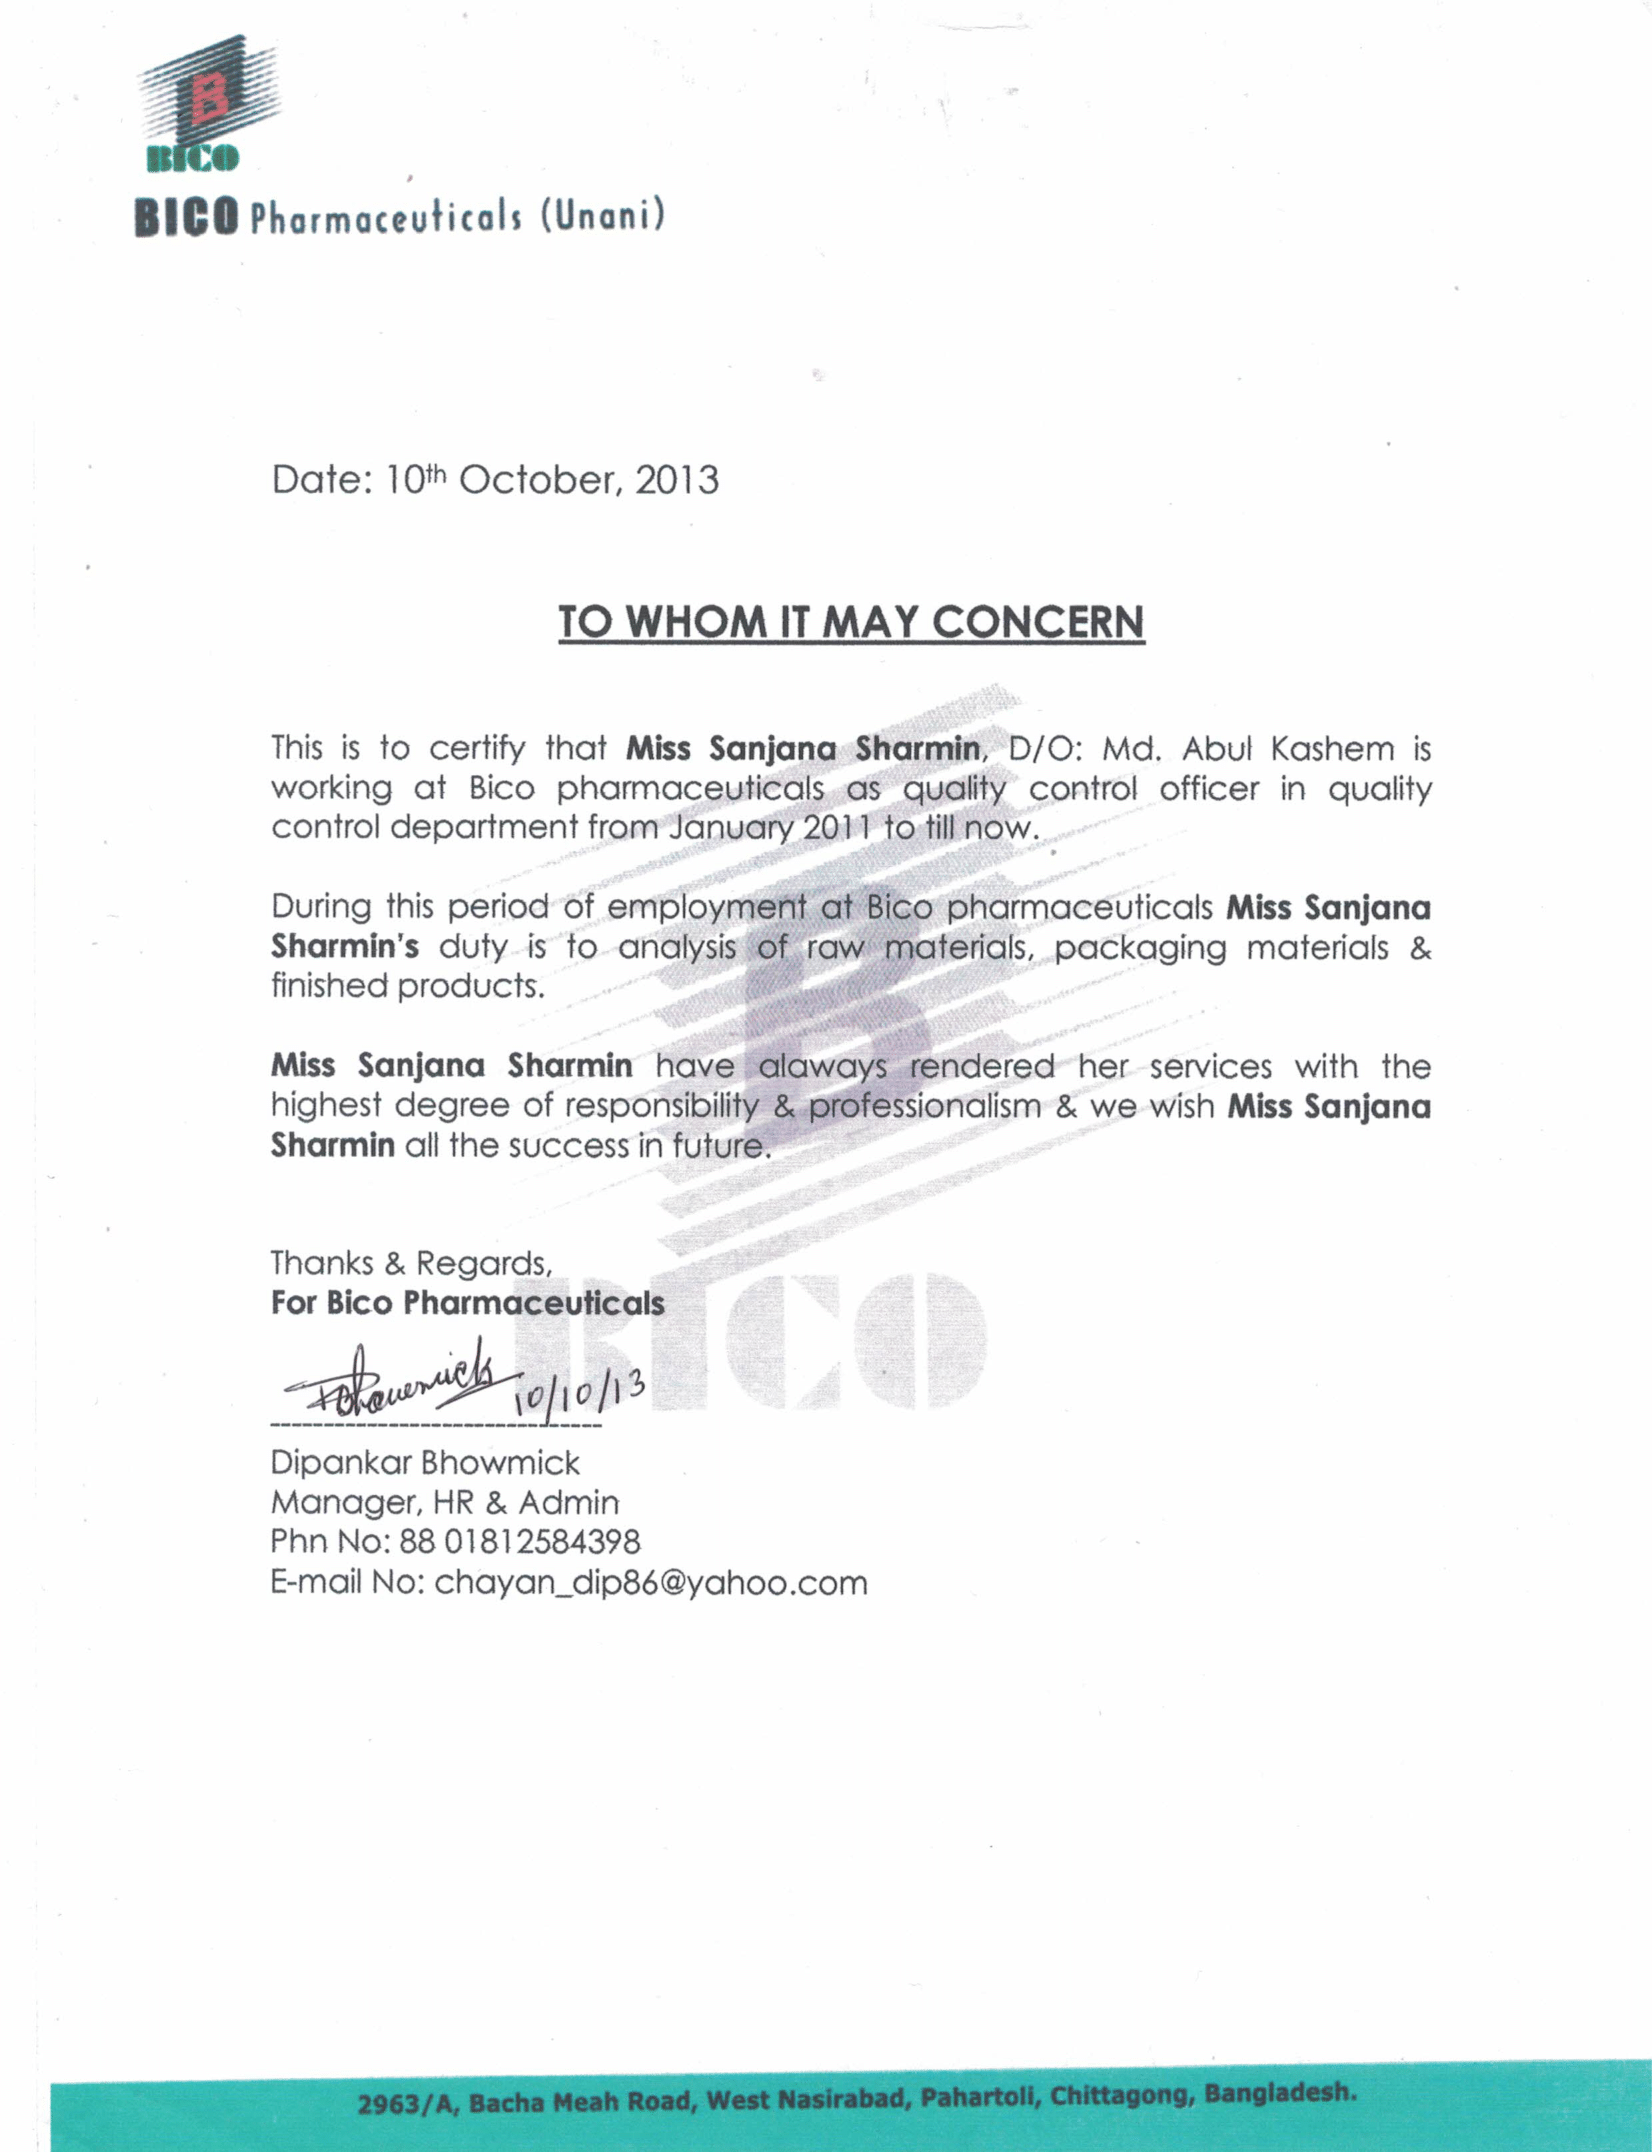 B
BICO
BICO Pharmaceuticals (Unani)
Date: 10th October, 2013
TO WHOM IT MAY CONCERN
This is to certify that Miss Sanjana Sharmin, D/O: Md. Abul Kashem is
working at Bico pharmaceuticals as quality control officer in quality
control department from January 2011 to till now.
During this period of employment at Bico pharmaceuticals Miss Sanjana
Sharmin's duty is to analysis of raw materials, packaging materials &
finished products.
Miss Sanjana Sharmin have alaways rendered her services with the
highest degree of responsibility & professionalism & we wish Miss Sanjana
Sharmin all the success in future.
B
BICO
Thanks & Regards,
For Bico Pharmaceuticals
10/10/13
Dipankar Bhowmick
Manager, HR & Admin
Phn No: 88 01812584398
E-mail No: chayan_dip86@yahoo.com
2963/A, Bacha Meah Road, West Nasirabad, Pahartoli, Chittagong, Bangladesh.